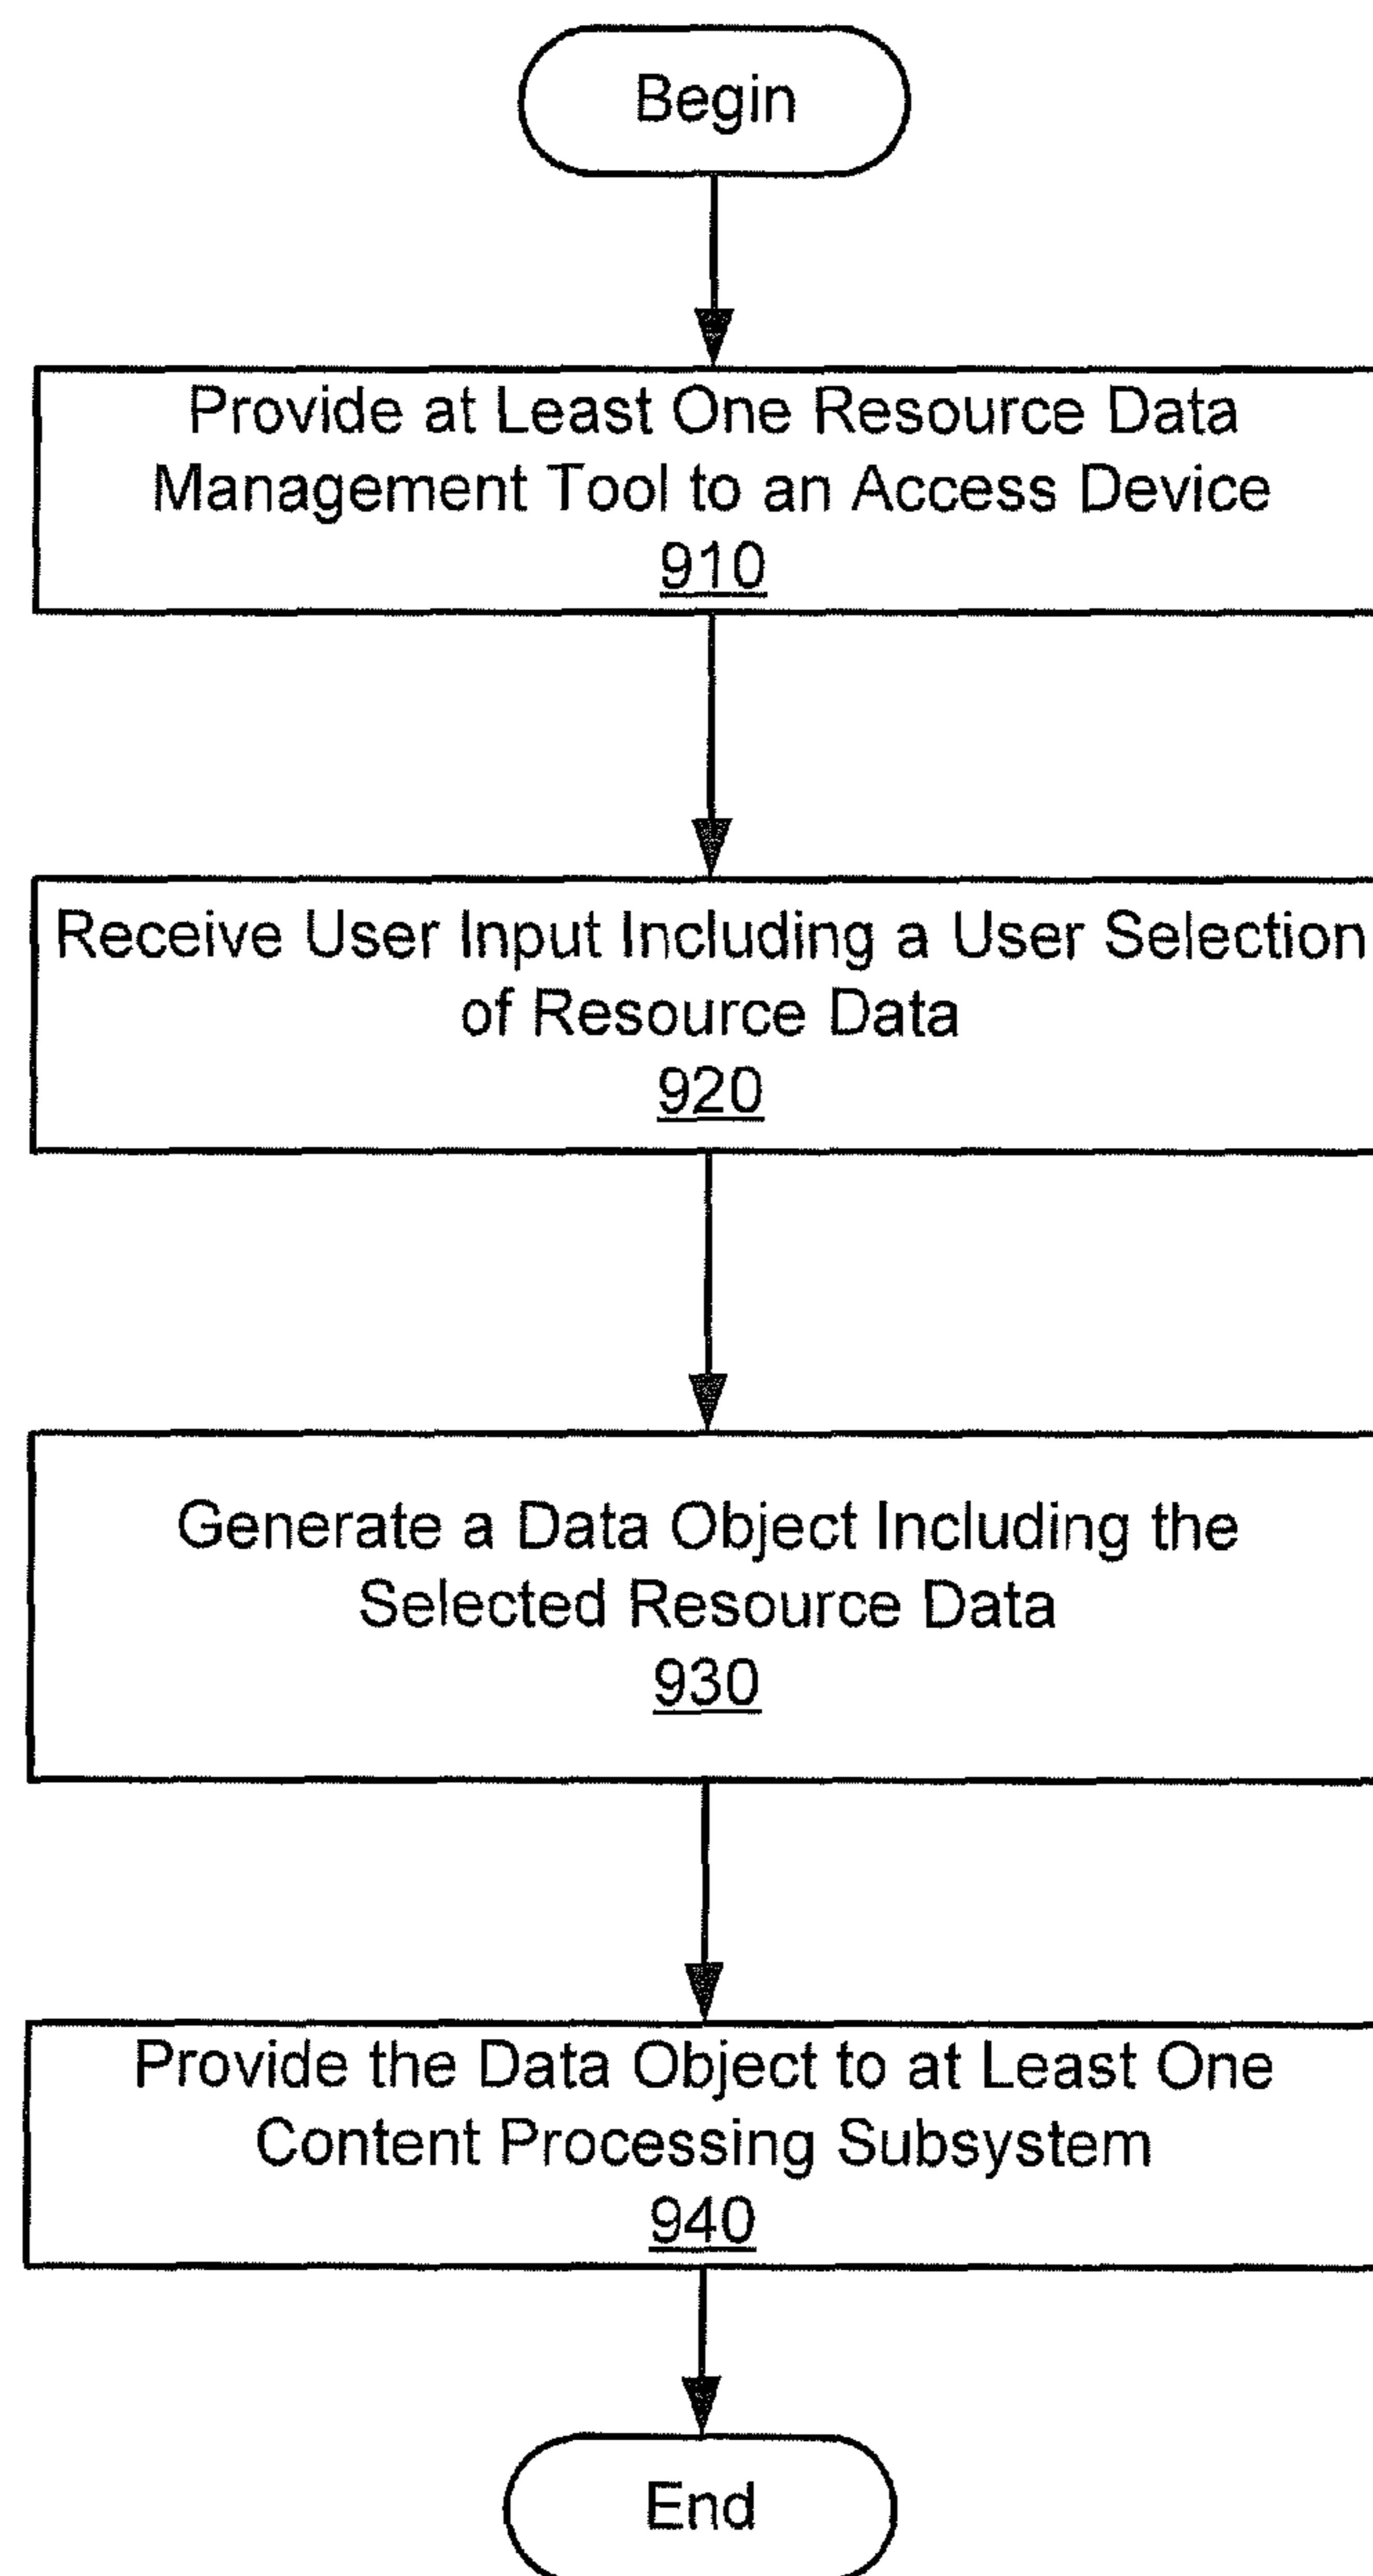 Begin
Provide at Least One Resource Data
Management Tool to an Access Device
910
Receive User Input Including a User Selection
of Resource Data
920
Generate a Data Object Including the
Selected Resource Data
930
Provide the Data Object to at Least One
Content Processing Subsystem
940
End